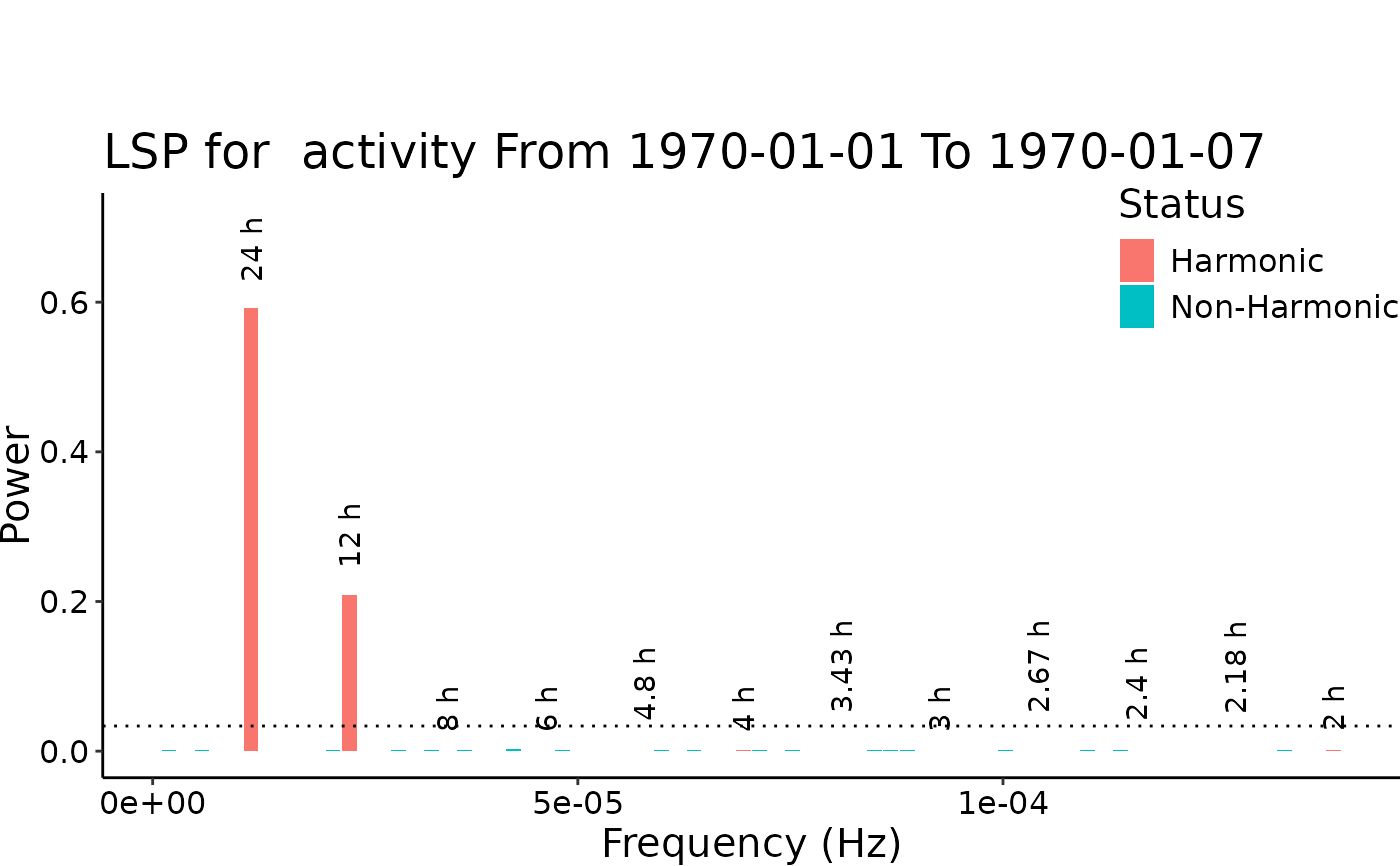 LSP for  activity From 1970-01-01 To 1970-01-07
Status
Harmonic
Non-Harmonic
Power
0.6
0.4
0.2
0.0
24 h
12 h
8 h
6 h
4.8 h
4 h
3.43 h
3 h
2.67 h
2.4 h
2.18 h
2 h
0e+00
5e-05
1e-04
Frequency (Hz)